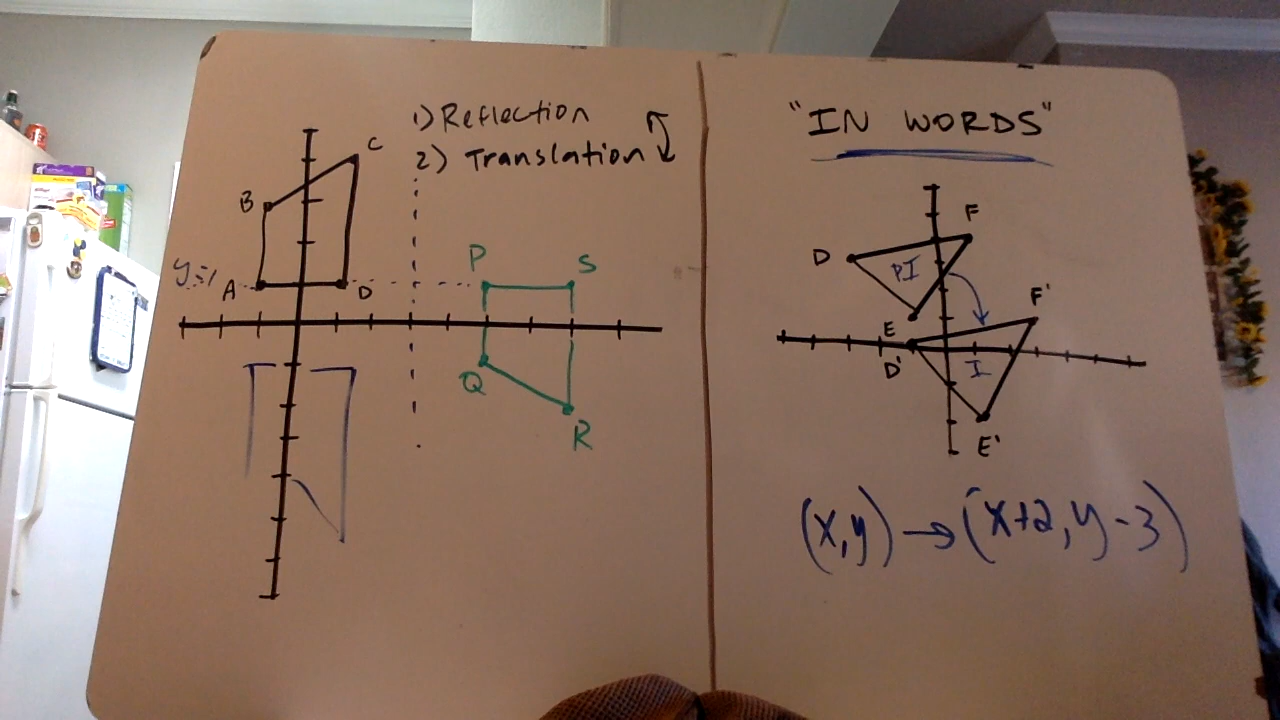 1) Reflection
2) Translation
C
B
y=1
A
D
P
S
Q
R
"IN WORDS"
F
D
PI
E
F'
D'
I
E'
(x,y) → (x+2, y-3)